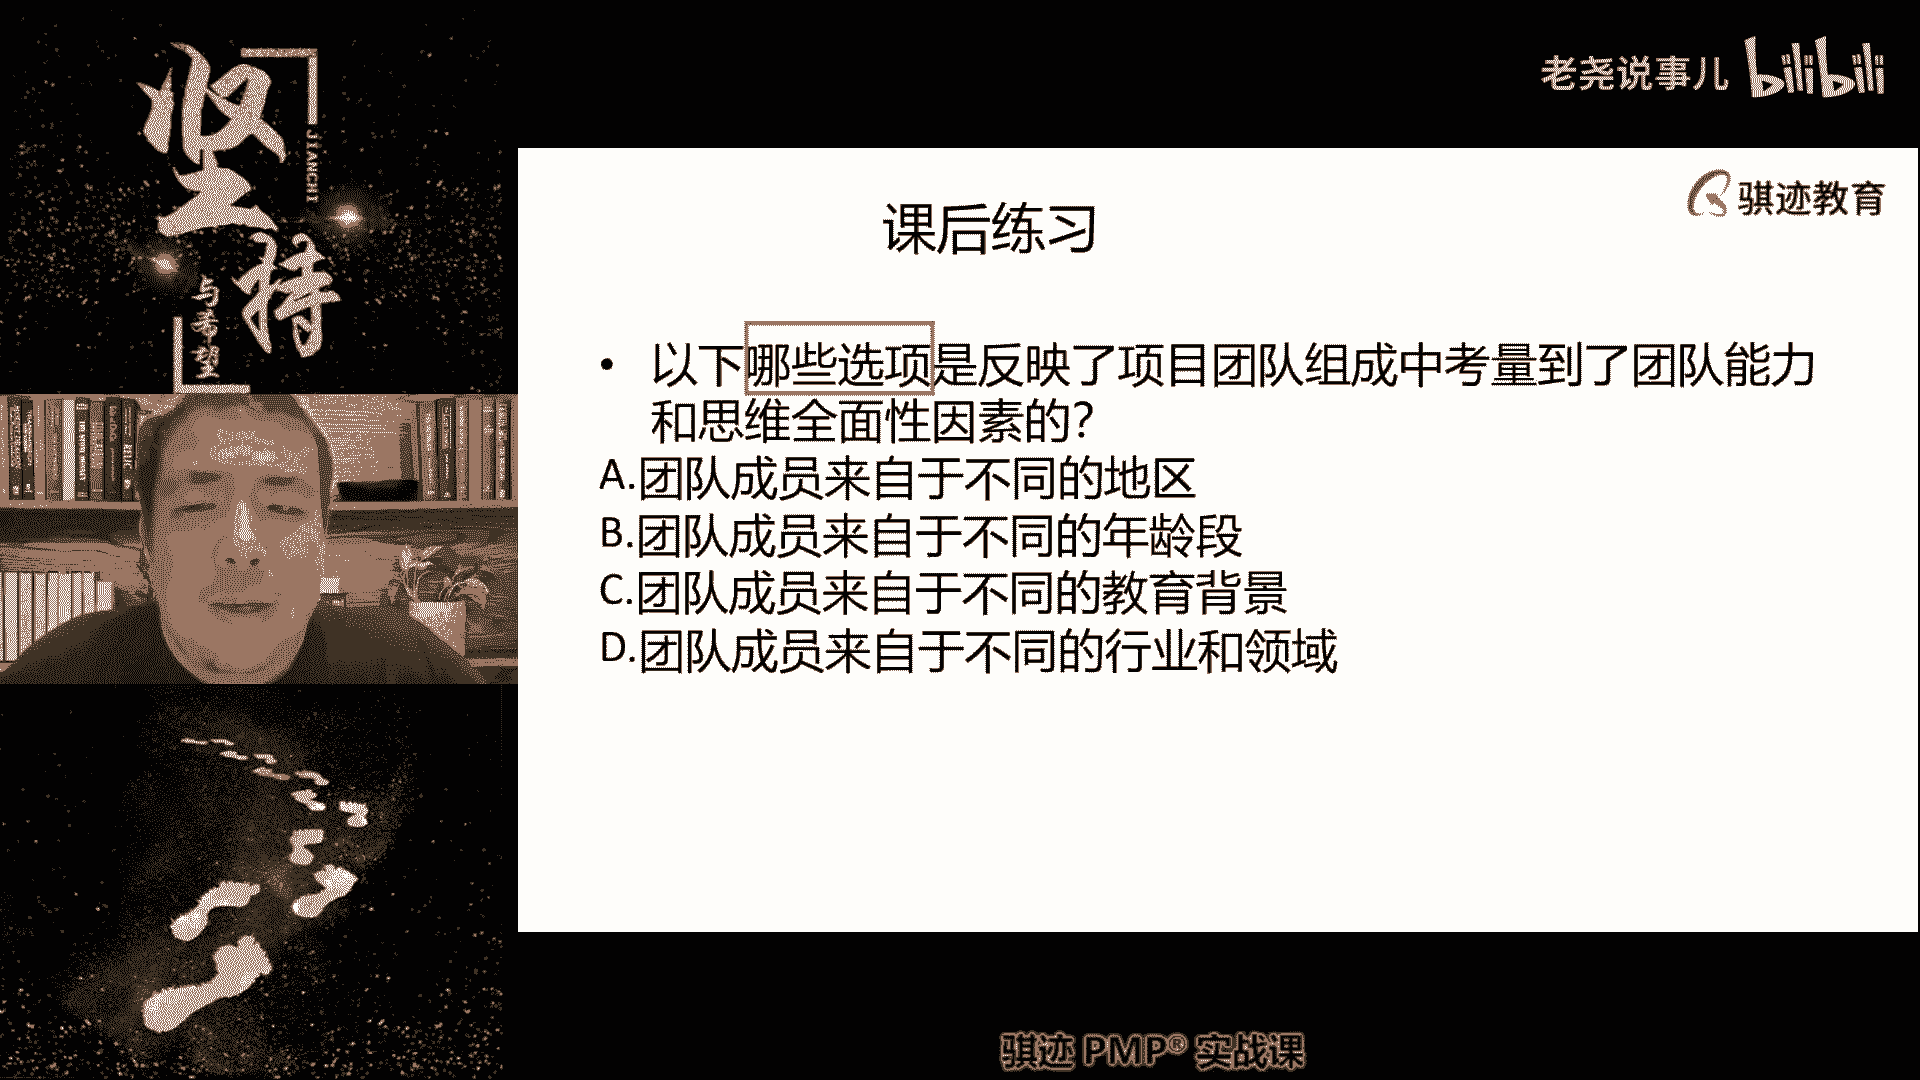 坚持
JIANCHI
与希望
老尧说事儿 bilibili
骐迹教育
课后练习
• 以下哪些选项是反映了项目团队组成中考量到了团队能力
和思维全面性因素的?
A.团队成员来自于不同的地区
B.团队成员来自于不同的年龄段
C.团队成员来自于不同的教育背景
D.团队成员来自于不同的行业和领域
骐迹 PMP® 实战课